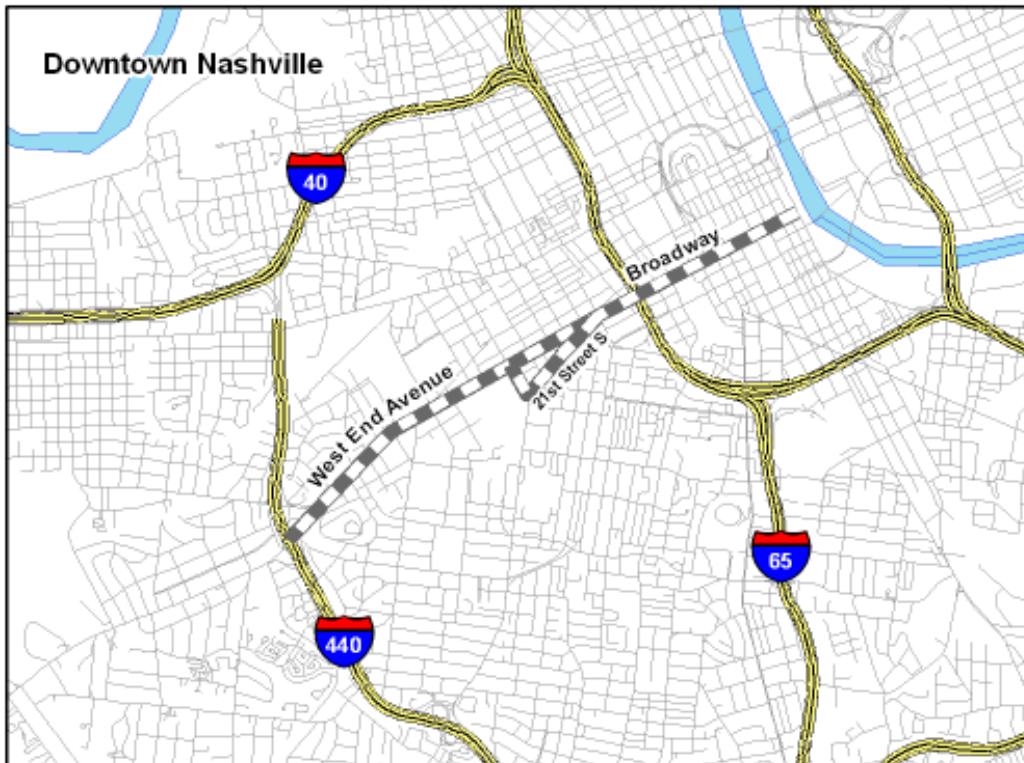 Downtown Nashville
40
Broadway
21st Street S
West End Avenue
65
440